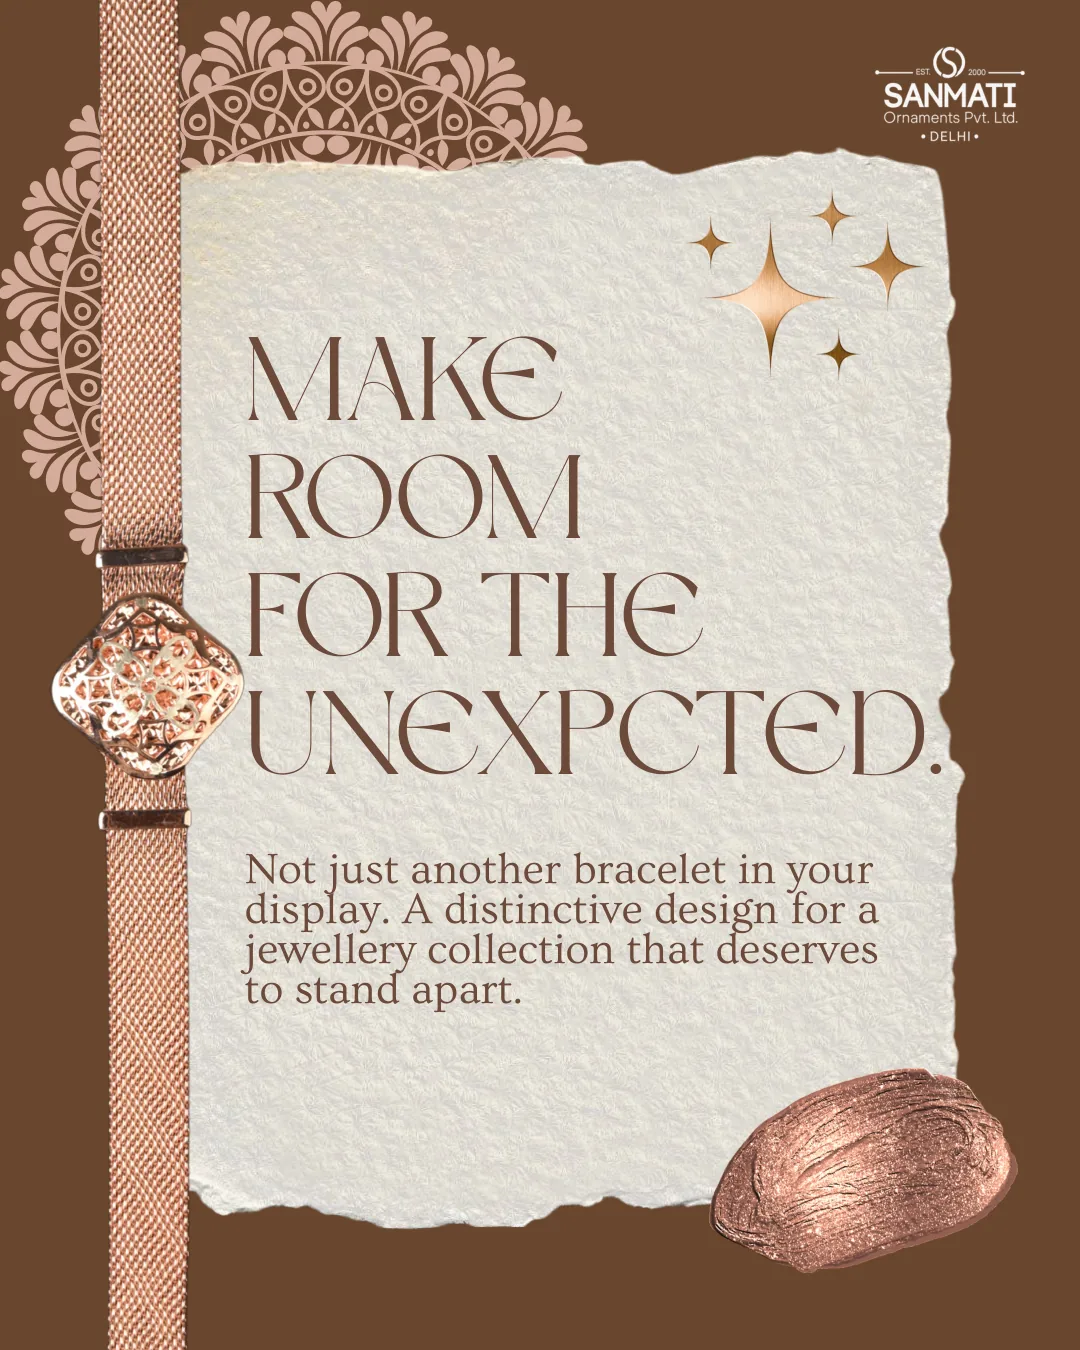 EST. 2000
SANMATI
Ornaments Pvt. Ltd.
• DELHI •
MAKE
ROOM
FOR THE
UNEXPCTED.
Not just another bracelet in your
display. A distinctive design for a
jewellery collection that deserves
to stand apart.